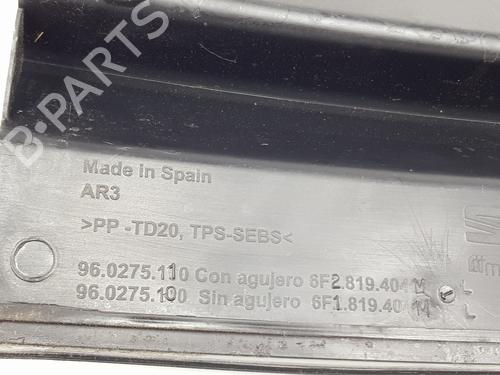 B-PARTS
Made in Spain
AR3
>PP -TD20, TPS-SEBS<
96.0275.110 Con agujero 6F2.819.404 M
96.0275.100 Sin agujero 6F1.819.404 M
L
L